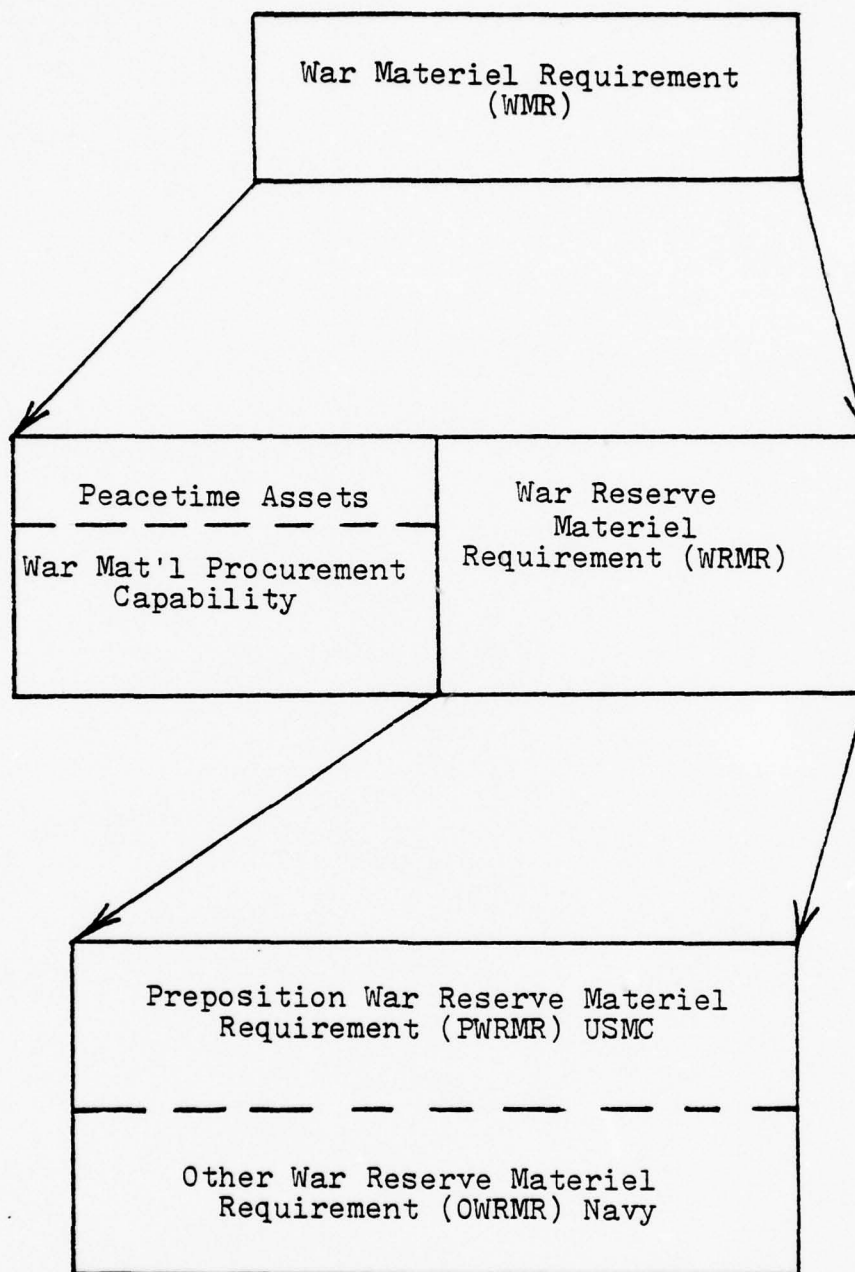 War Materiel Requirement
(WMR)
Peacetime Assets
War Mat'l Procurement
Capability
War Reserve
Materiel
Requirement (WRMR)
Preposition War Reserve Materiel
Requirement (PWRMR) USMC
Other War Reserve Materiel
Requirement (OWRMR) Navy